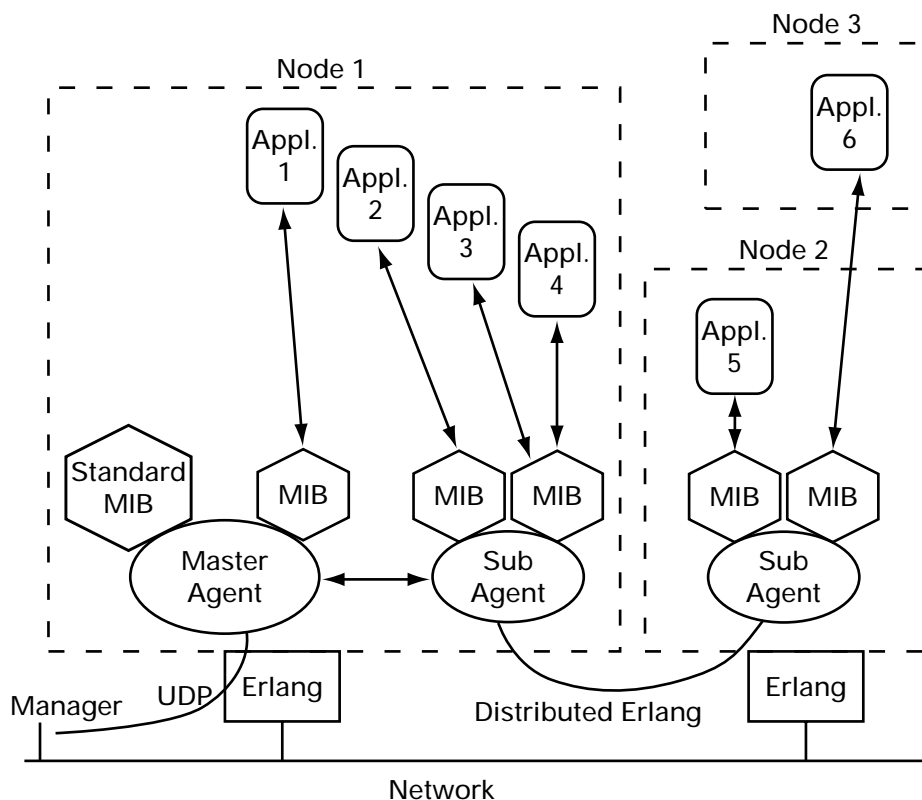 Node 3
Node 1
Appl.
6
Appl.
1
Appl.
2
Appl.
3
Appl.
4
Node 2
Appl.
5
Standard
MIB
MIB
MIB
MIB
MIB
MIB
Master
Agent
Sub
Agent
Sub
Agent
UDP
Erlang
Erlang
Manager
Distributed Erlang
Network